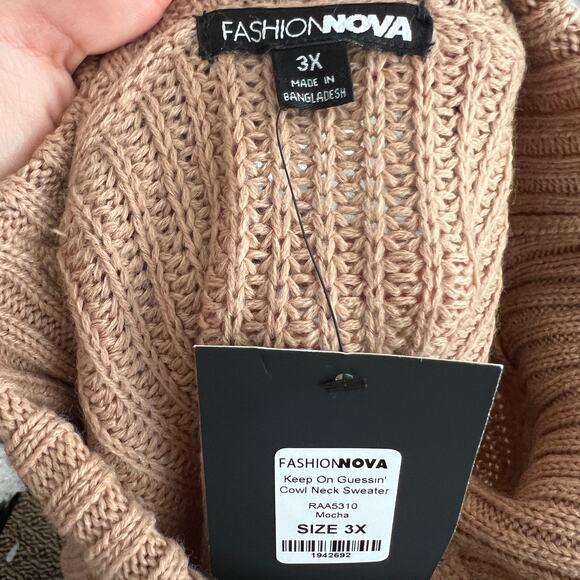 FASHIONNOVA
3X
MADE IN
BANGLADESH
FASHIONNOVA
Keep On Guessin'
Cowl Neck Sweater
RAA5310
Mocha
SIZE 3X
1942692